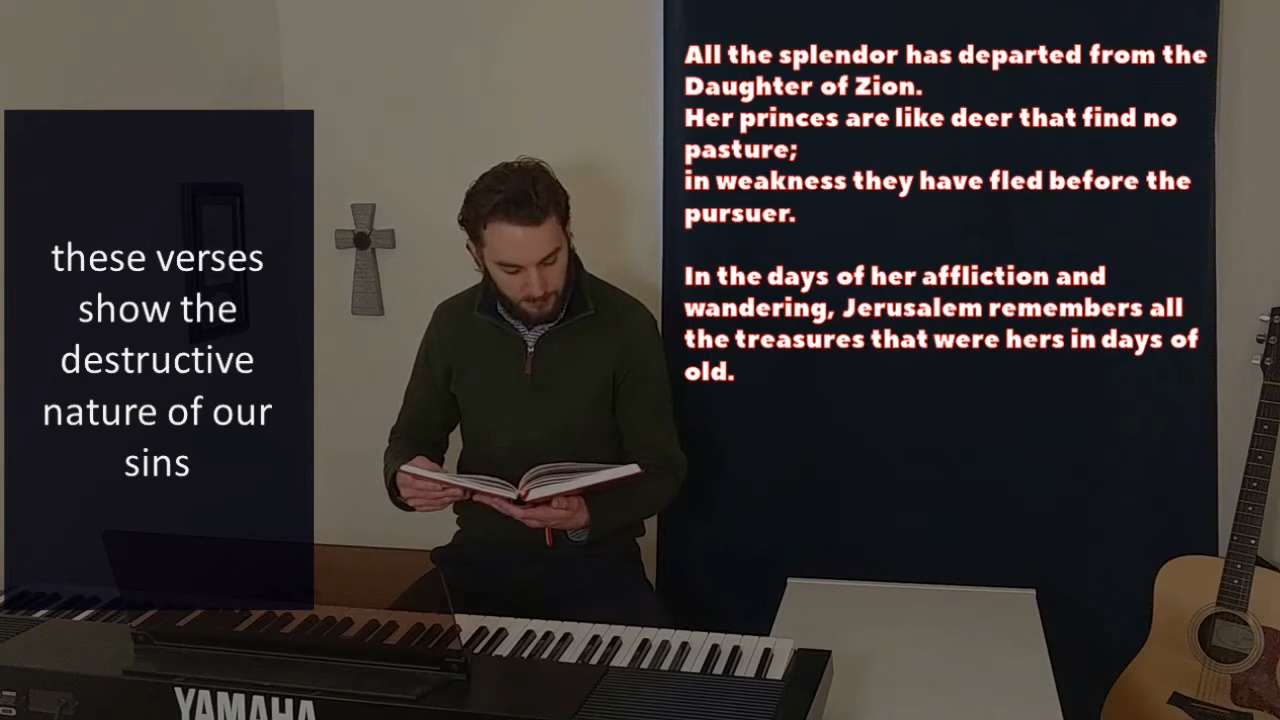 these verses
show the
destructive
nature of our
sins
All the splendor has departed from the
Daughter of Zion.
Her princes are like deer that find no
pasture;
in weakness they have fled before the
pursuer.
In the days of her affliction and
wandering, Jerusalem remembers all
the treasures that were hers in days of
old.
YAMAHA